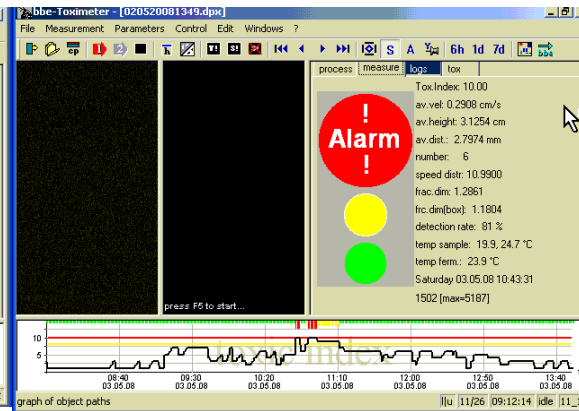 bbe-Toximeter - [020520081349.dpx]
File Measurement Parameters Control Edit Windows ?
S A 6h 1d 7d
process measure logs tox
! Alarm !
Tox.Index: 10.00
av.vel: 0.2908 cm/s
av.height: 3.1254 cm
av.dist.: 2.7974 mm
number: 6
speed distr: 10.9900
frac.dim: 1.2861
frc.dim(box): 1.1804
detection rate: 81 %
temp sample: 19.9, 24.7 °C
temp ferm.: 23.9 °C
Saturday 03.05.08 10:43:31
1502 [max=5187]
press F5 to start...
toxic index
10
5
08:40 09:30 10:20 11:10 12:00 12:50 13:40
03.05.08 03.05.08 03.05.08 03.05.08 03.05.08 03.05.08 03.05.08
graph of object paths
11/26 09:12:14 idle